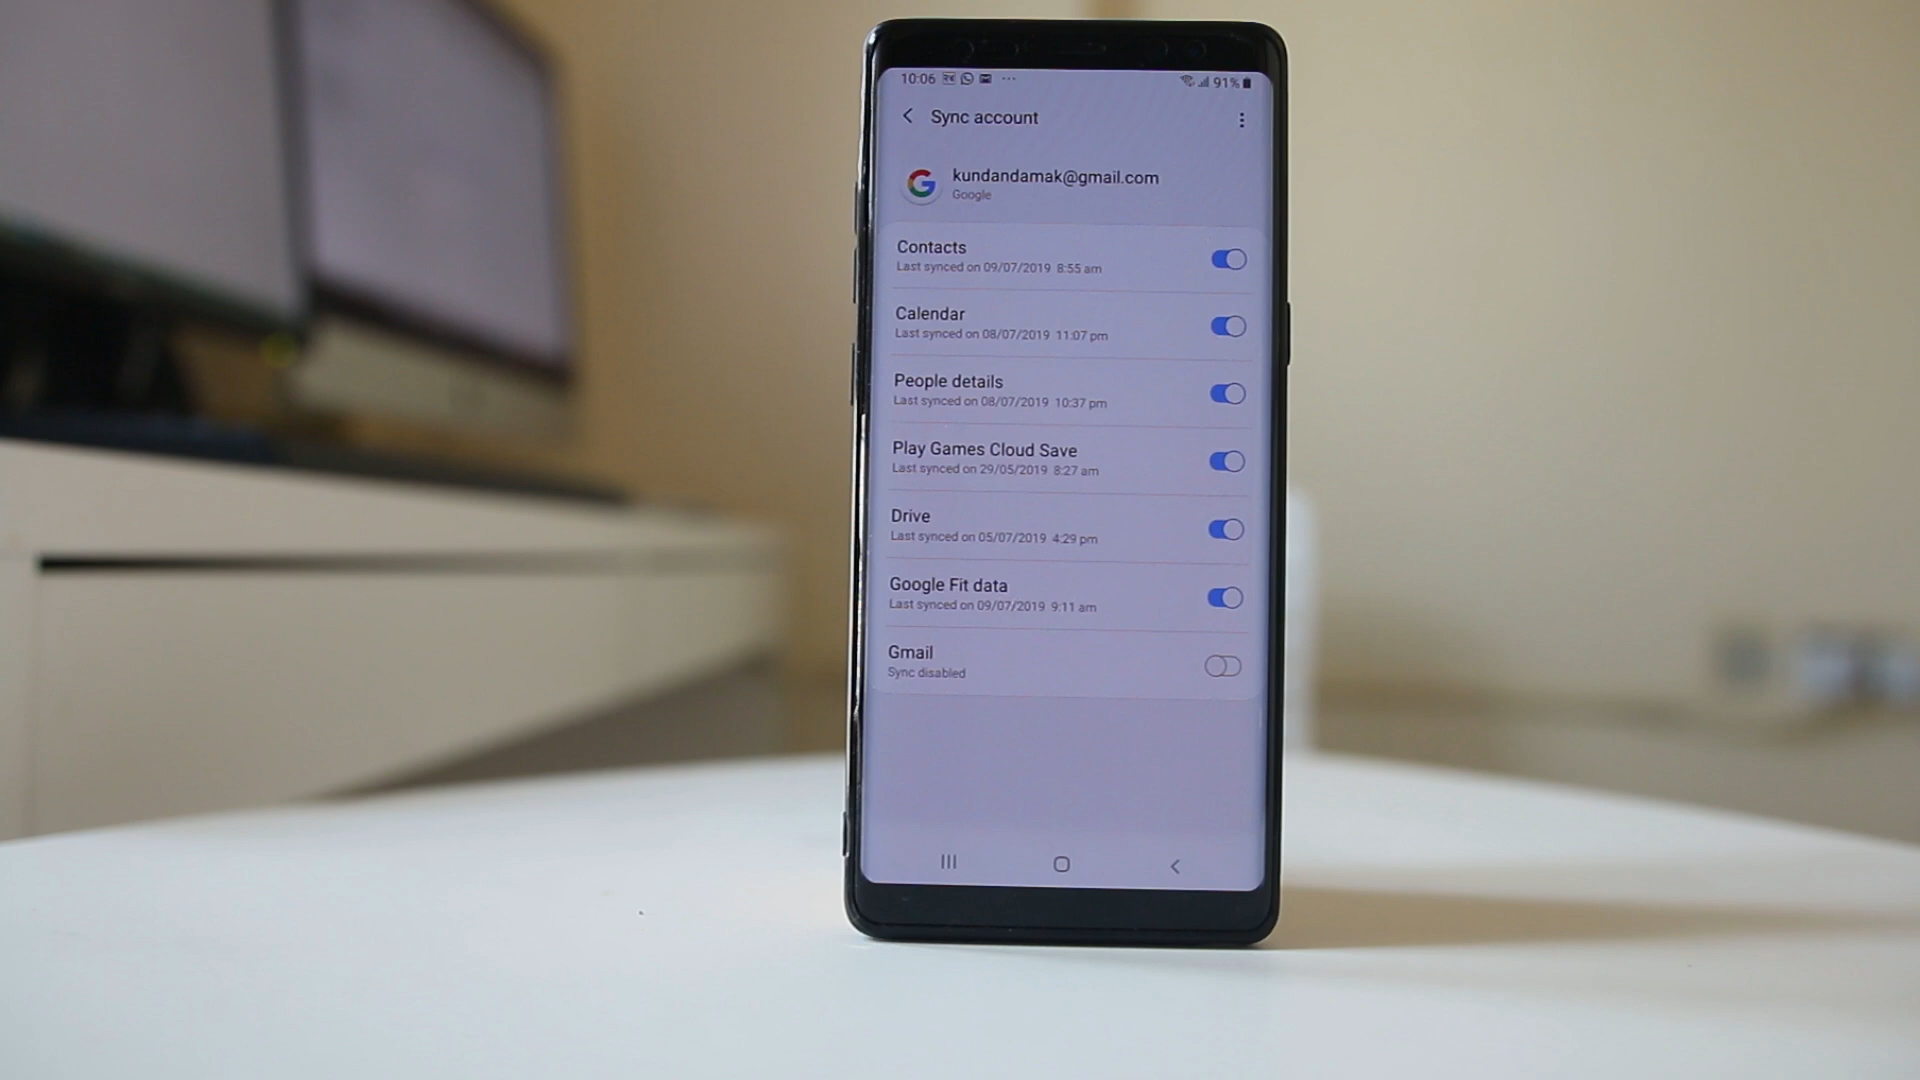 10:06
91%
Sync account
kundandamak@gmail.com
Google
Contacts
Last synced on 09/07/2019 8:55 am
Calendar
Last synced on 08/07/2019 11:07 pm
People details
Last synced on 08/07/2019 10:37 pm
Play Games Cloud Save
Last synced on 29/05/2019 8:27 am
Drive
Last synced on 05/07/2019 4:29 pm
Google Fit data
Last synced on 09/07/2019 9:11 am
Gmail
Sync disabled